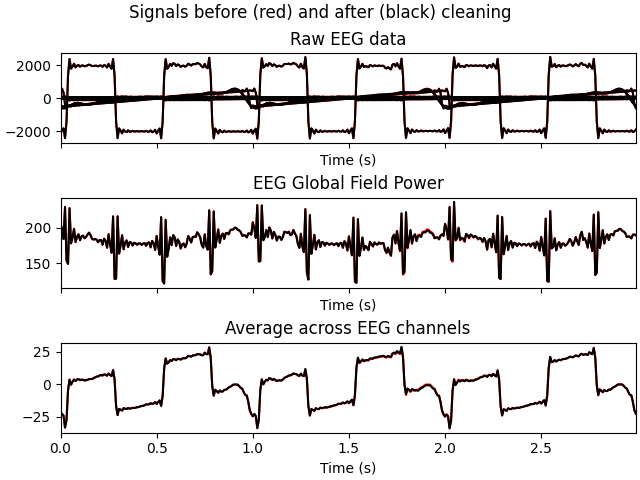 Signals before (red) and after (black) cleaning
Raw EEG data
2000
0
−2000
Time (s)
EEG Global Field Power
200
150
Time (s)
Average across EEG channels
25
0
−25
0.0 0.5 1.0 1.5 2.0 2.5
Time (s)